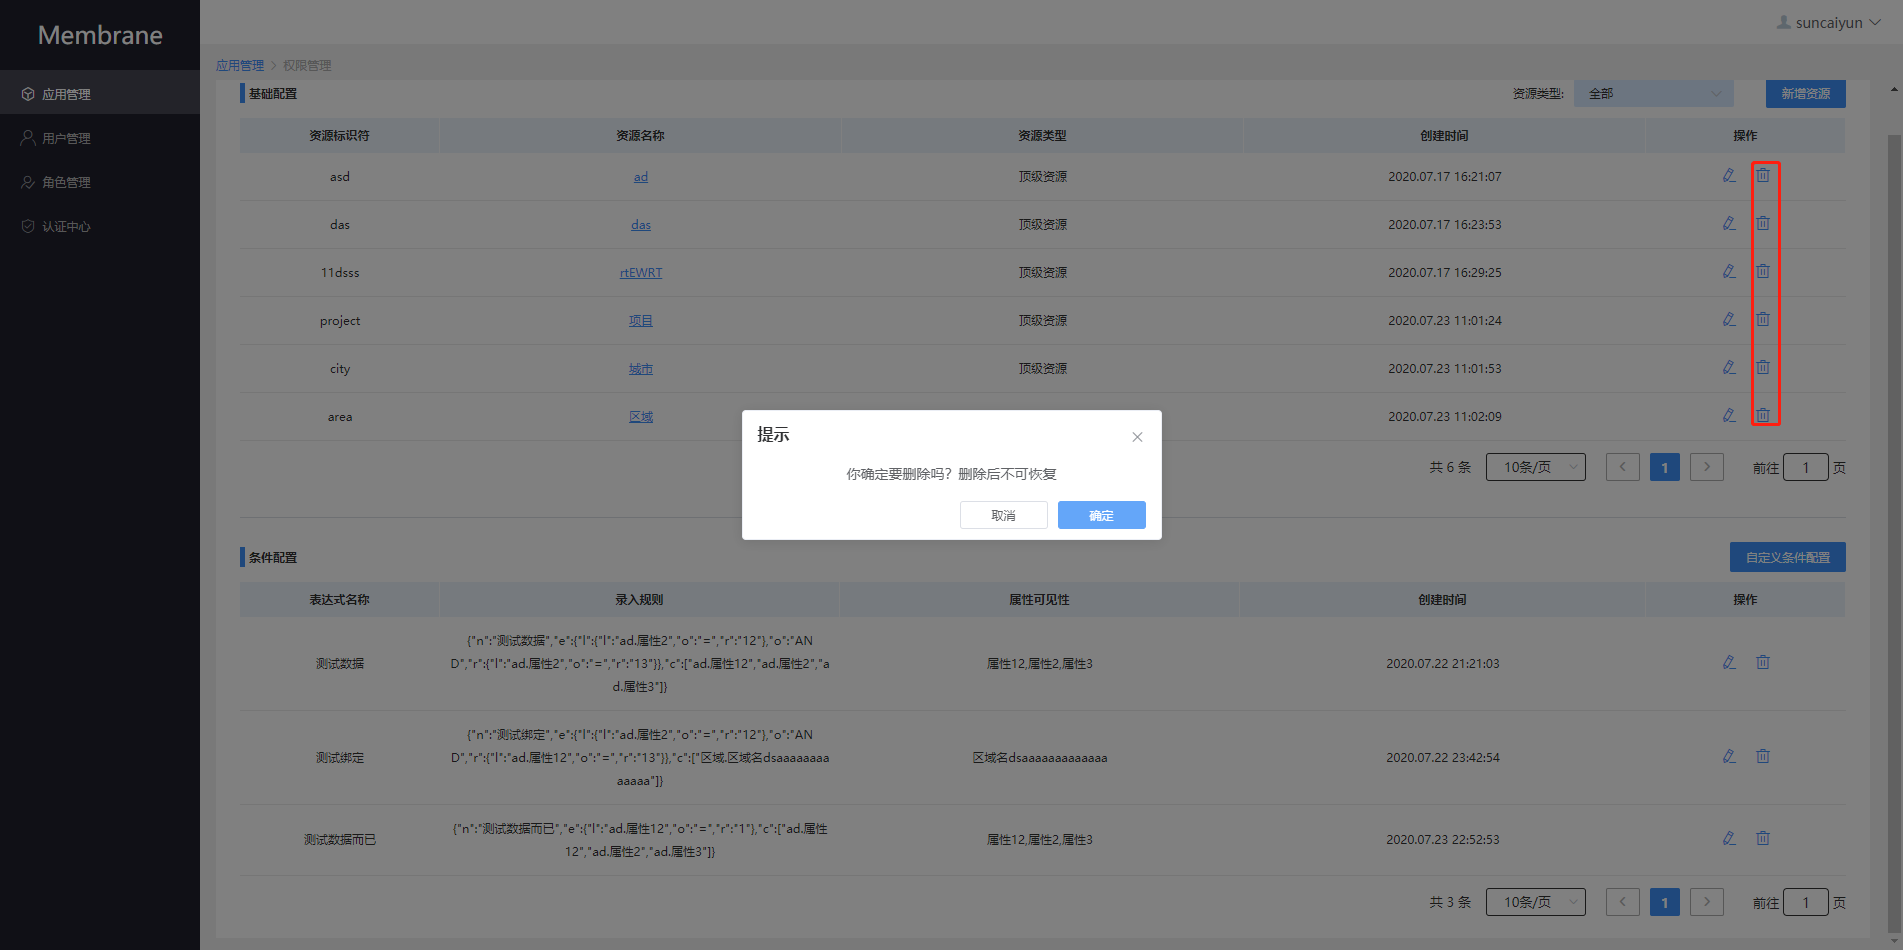 Membrane
suncaiyun
应用管理
用户管理
角色管理
认证中心
应用管理 > 权限管理
基础配置
资源类型: 全部 新增资源
资源标识符 资源名称 资源类型 创建时间 操作
asd ad 顶级资源 2020.07.17 16:21:07
das das 顶级资源 2020.07.17 16:23:53
11dsss rtEWRT 顶级资源 2020.07.17 16:29:25
project 项目 顶级资源 2020.07.23 11:01:24
city 城市 顶级资源 2020.07.23 11:01:53
area 区域 2020.07.23 11:02:09
提示
你确定要删除吗？删除后不可恢复
取消 确定
共 6 条 10条/页 1 前往 1 页
条件配置 自定义条件配置
表达式名称 录入规则 属性可见性 创建时间 操作
测试数据
{"n":"测试数据","e":{"l":{"l":"ad.属性2","o":"=","r":"12"},"o":"AN
D","r":{"l":"ad.属性2","o":"=","r":"13"}},"c":["ad.属性12","ad.属性2","a
d.属性3"]}
属性12,属性2,属性3 2020.07.22 21:21:03
测试绑定
{"n":"测试绑定","e":{"l":{"l":"ad.属性2","o":"=","r":"12"},"o":"AN
D","r":{"l":"ad.属性12","o":"=","r":"13"}},"c":["区域.区域名dsaaaaaaaa
aaaaa"]}
区域名dsaaaaaaaaaaaaa 2020.07.22 23:42:54
测试数据而已
{"n":"测试数据而已","e":{"l":"ad.属性12","o":"=","r":"1"},"c":["ad.属性
12","ad.属性2","ad.属性3"]}
属性12,属性2,属性3 2020.07.23 22:52:53
共 3 条 10条/页 1 前往 1 页